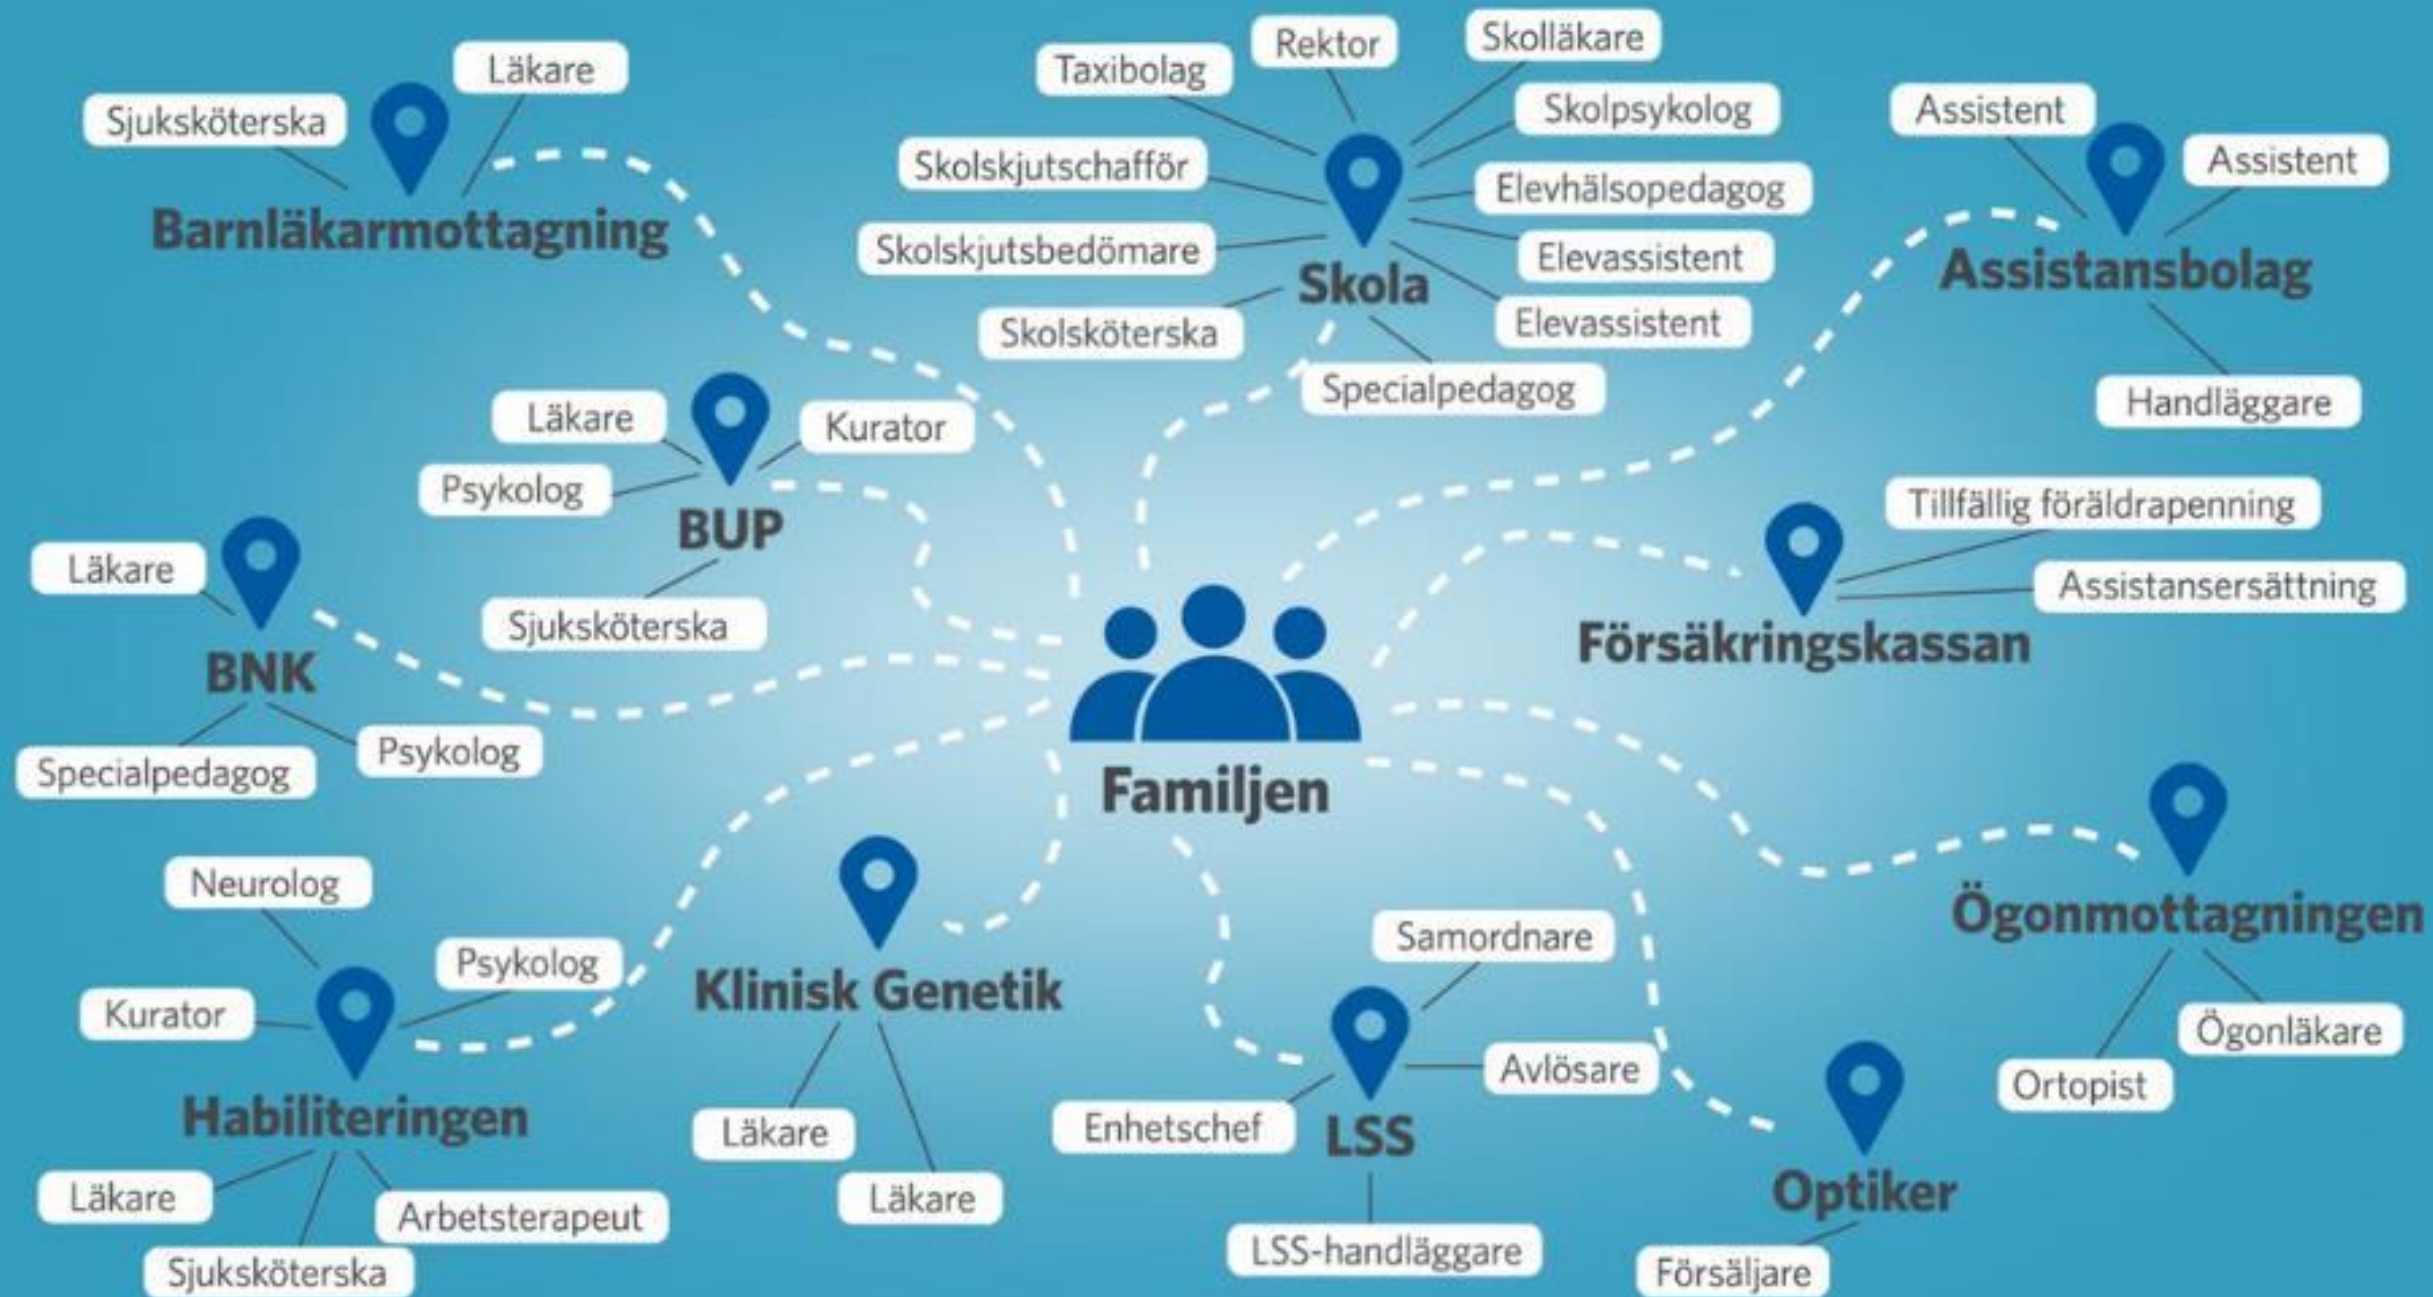 Läkare
Sjuksköterska
Barnläkarmottagning
Rektor
Skolläkare
Taxibolag
Skolpsykolog
Skolskjutschafför
Elevhälsopedagog
Skolskjutsbedömare
Elevassistent
Skola
Elevassistent
Skolsköterska
Specialpedagog
Assistent
Assistent
Assistansbolag
Handläggare
Läkare
Kurator
Psykolog
BUP
Sjuksköterska
Läkare
BNK
Specialpedagog
Psykolog
Tillfällig föräldrapenning
Assistansersättning
Försäkringskassan
Familjen
Neurolog
Psykolog
Kurator
Habiliteringen
Läkare
Arbetsterapeut
Sjuksköterska
Klinisk Genetik
Läkare
Läkare
Samordnare
Avlösare
Enhetschef
LSS
LSS-handläggare
Optiker
Försäljare
Ögonmottagningen
Ögonläkare
Ortopist